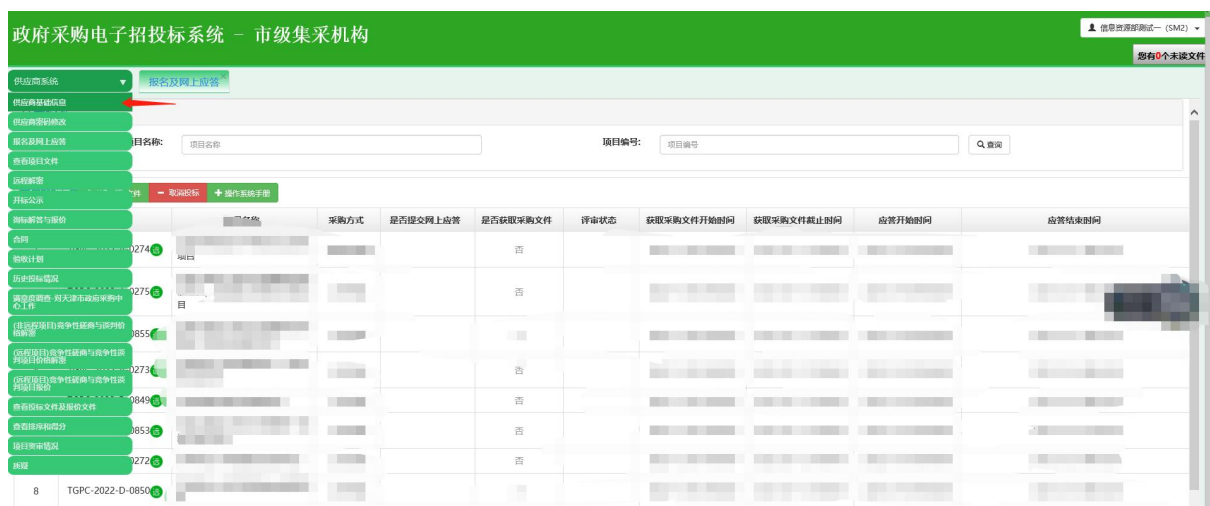 政府采购电子招投标系统 - 市级集采机构
信息资源部测试一 (SM2)
您有0个未读文件
供应商系统
报名及网上应答
供应商基础信息
供应商密码修改
报名及网上应答
目名称:
项目名称
项目编号:
项目编号
查询
查看项目文件
远程解密
件
取消投标
操作系统手册
开标公示
询标解答与报价
采购方式
是否提交网上应答
是否获取采购文件
评审状态
获取采购文件开始时间
获取采购文件截止时间
应答开始时间
应答结束时间
合同
0274
否
验收计划
历史投标情况
0275
目
否
满意度调查-对天津市政府采购中
心工作
(非远程项目)竞争性磋商与谈判价
格解密
0855
(远程项目)竞争性磋商与竞争性谈
判项目价格解密
0273
否
(远程项目)竞争性磋商与竞争性谈
判项目报价
查看投标文件及报价文件
0849
否
查看排序和得分
0853
否
项目资审情况
质疑
0272
否
8
TGPC-2022-D-0850